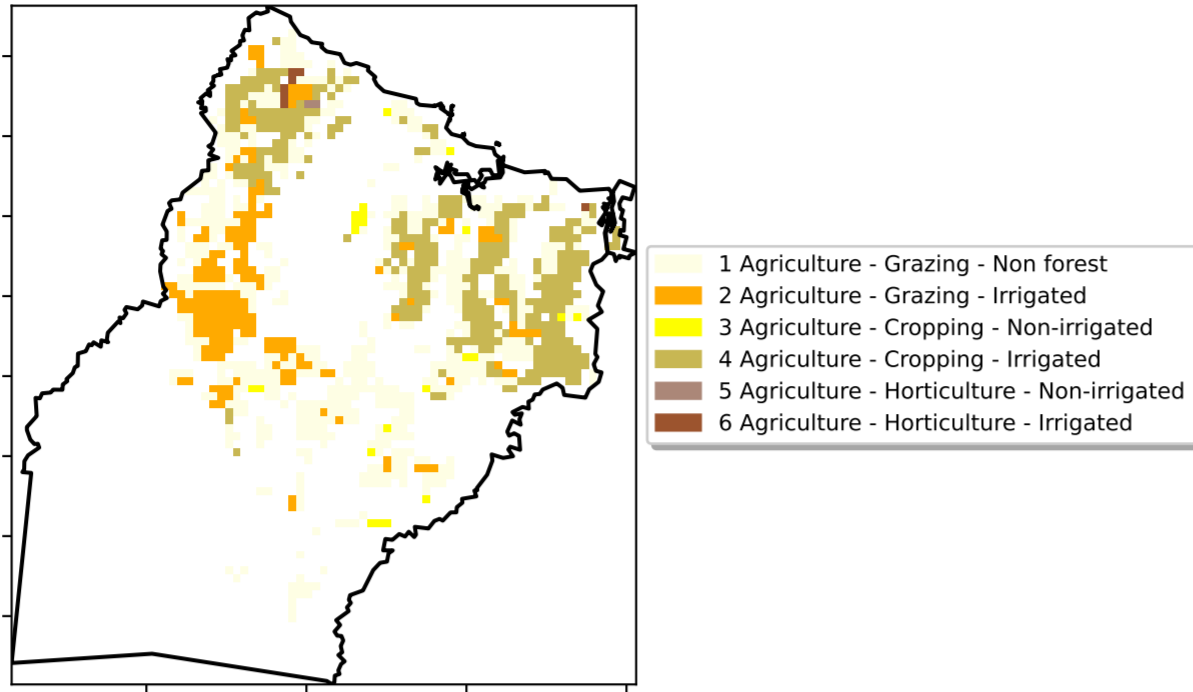 1 Agriculture - Grazing - Non forest
2 Agriculture - Grazing - Irrigated
3 Agriculture - Cropping - Non-irrigated
4 Agriculture - Cropping - Irrigated
5 Agriculture - Horticulture - Non-irrigated
6 Agriculture - Horticulture - Irrigated